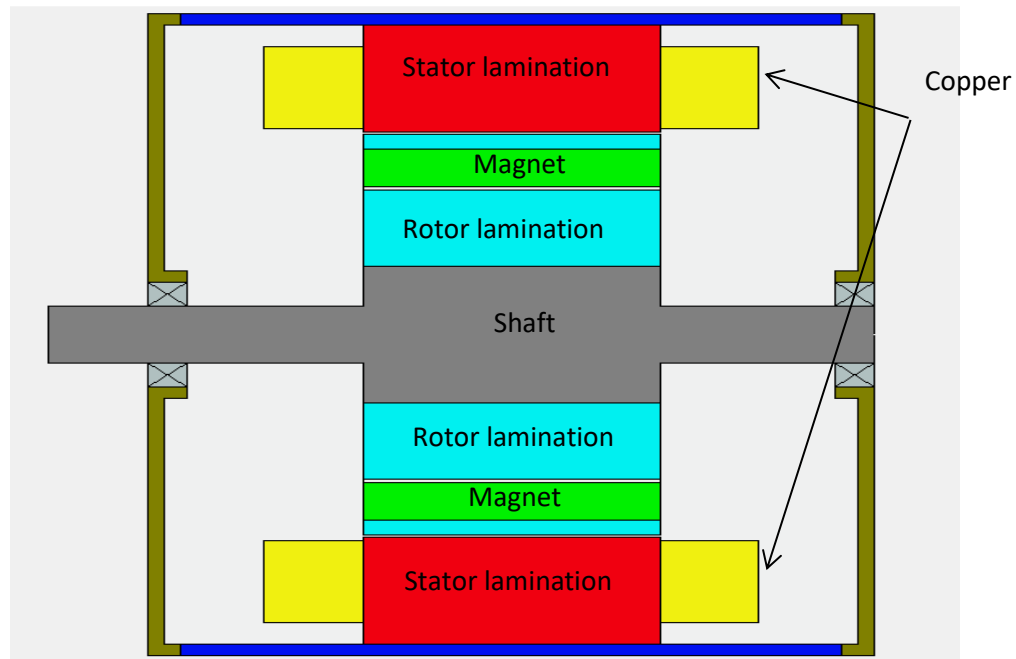 Stator lamination
Copper
Magnet
Rotor lamination
Shaft
Rotor lamination
Magnet
Stator lamination